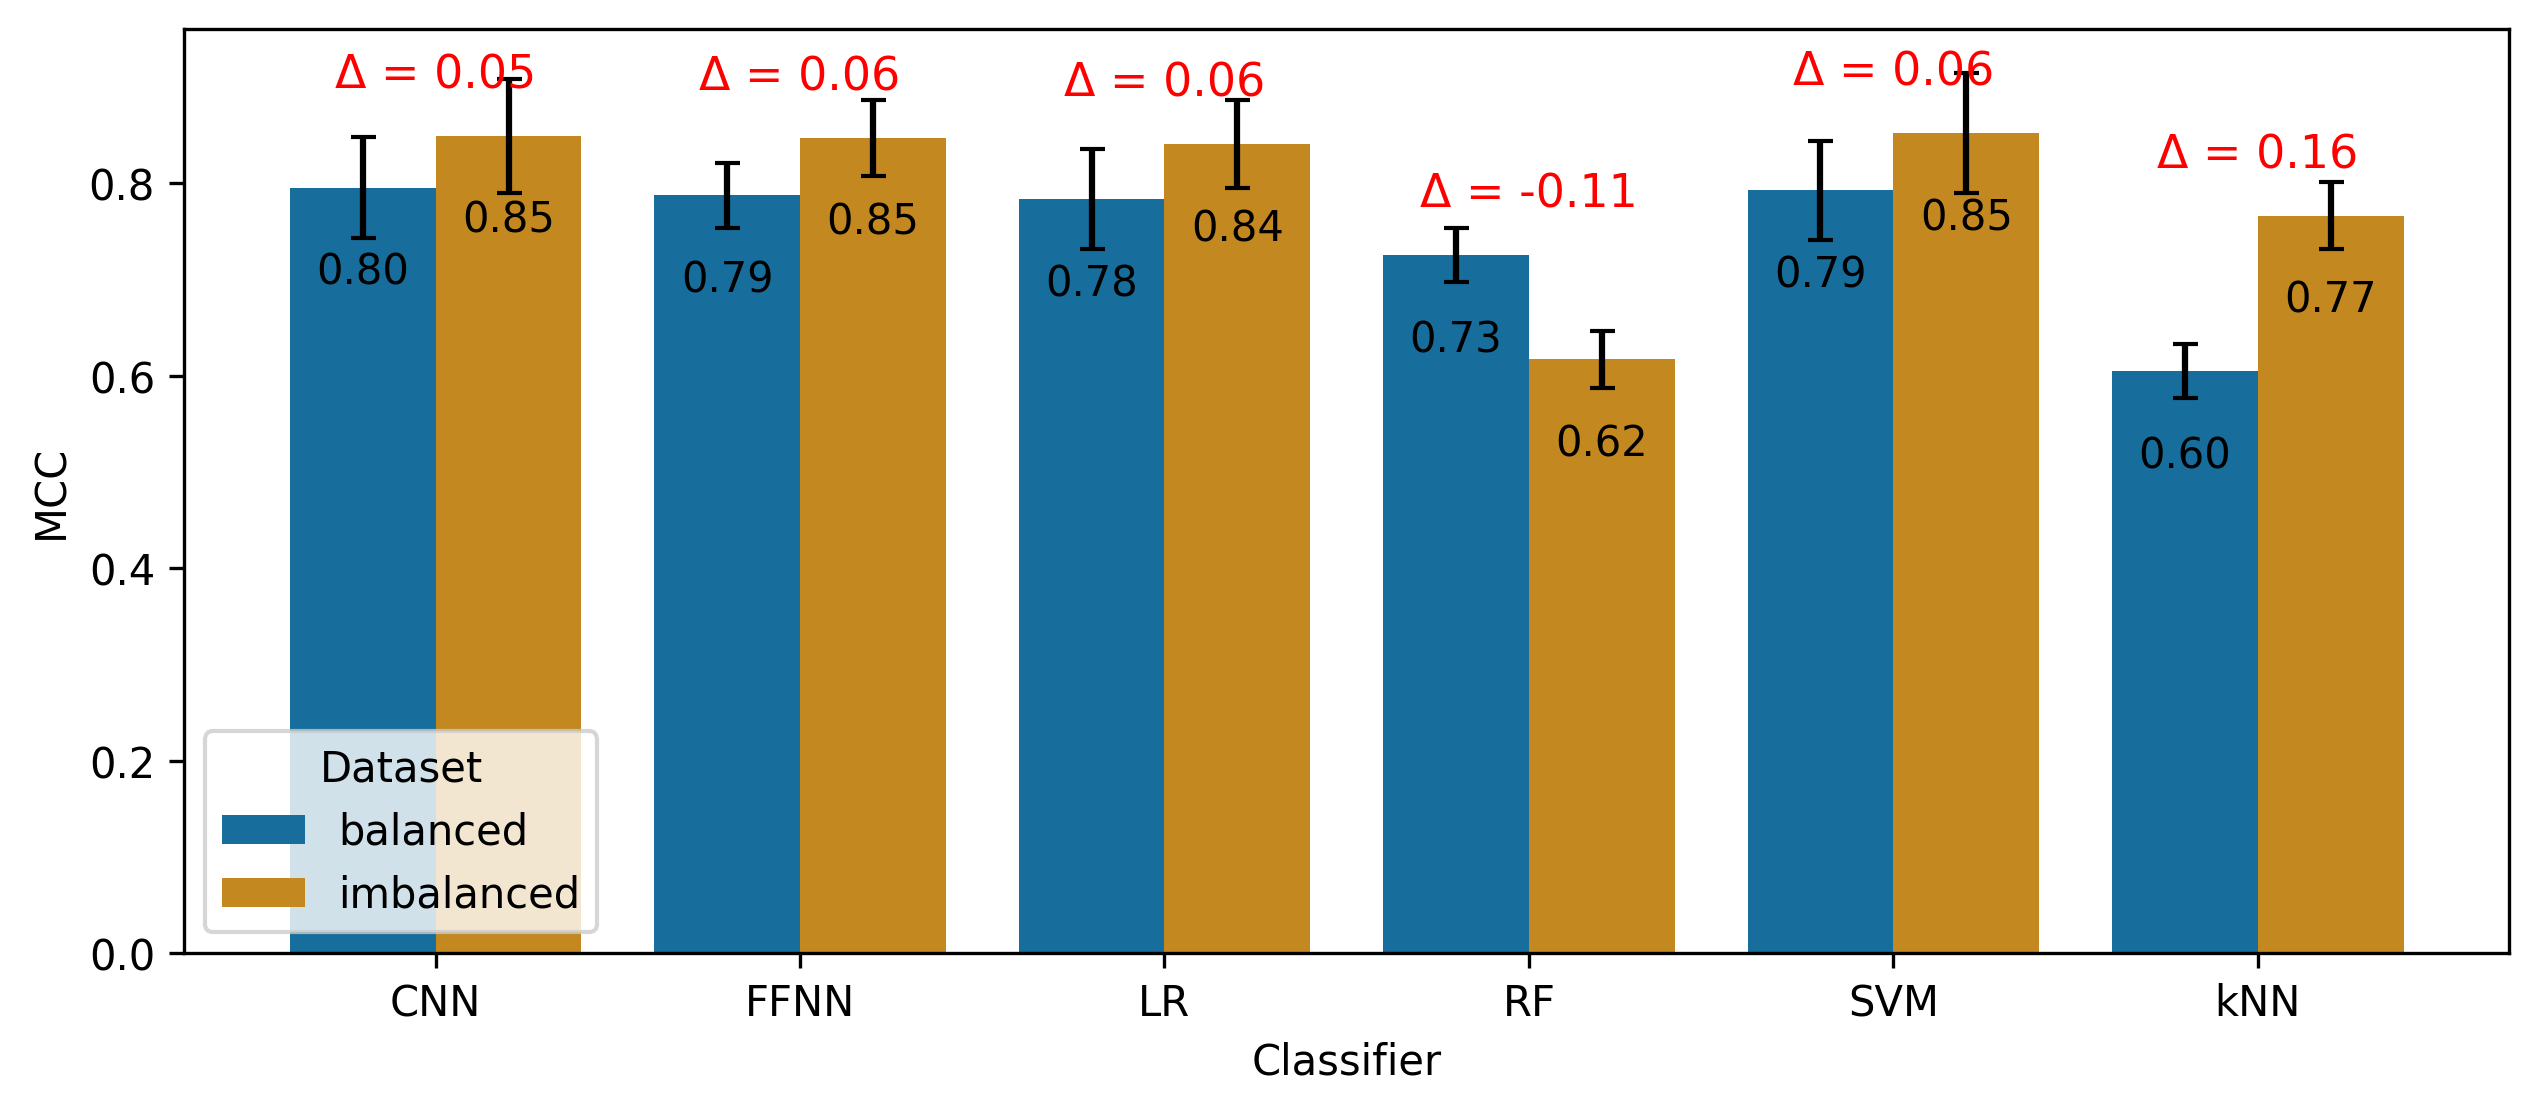 Δ = 0.05
Δ = 0.06
Δ = 0.06
Δ = -0.11
Δ = 0.06
Δ = 0.16
0.80
0.85
0.79
0.85
0.78
0.84
0.73
0.62
0.79
0.85
0.60
0.77
MCC
0.8
0.6
0.4
0.2
0.0
Dataset
balanced
imbalanced
CNN
FFNN
LR
RF
SVM
kNN
Classifier